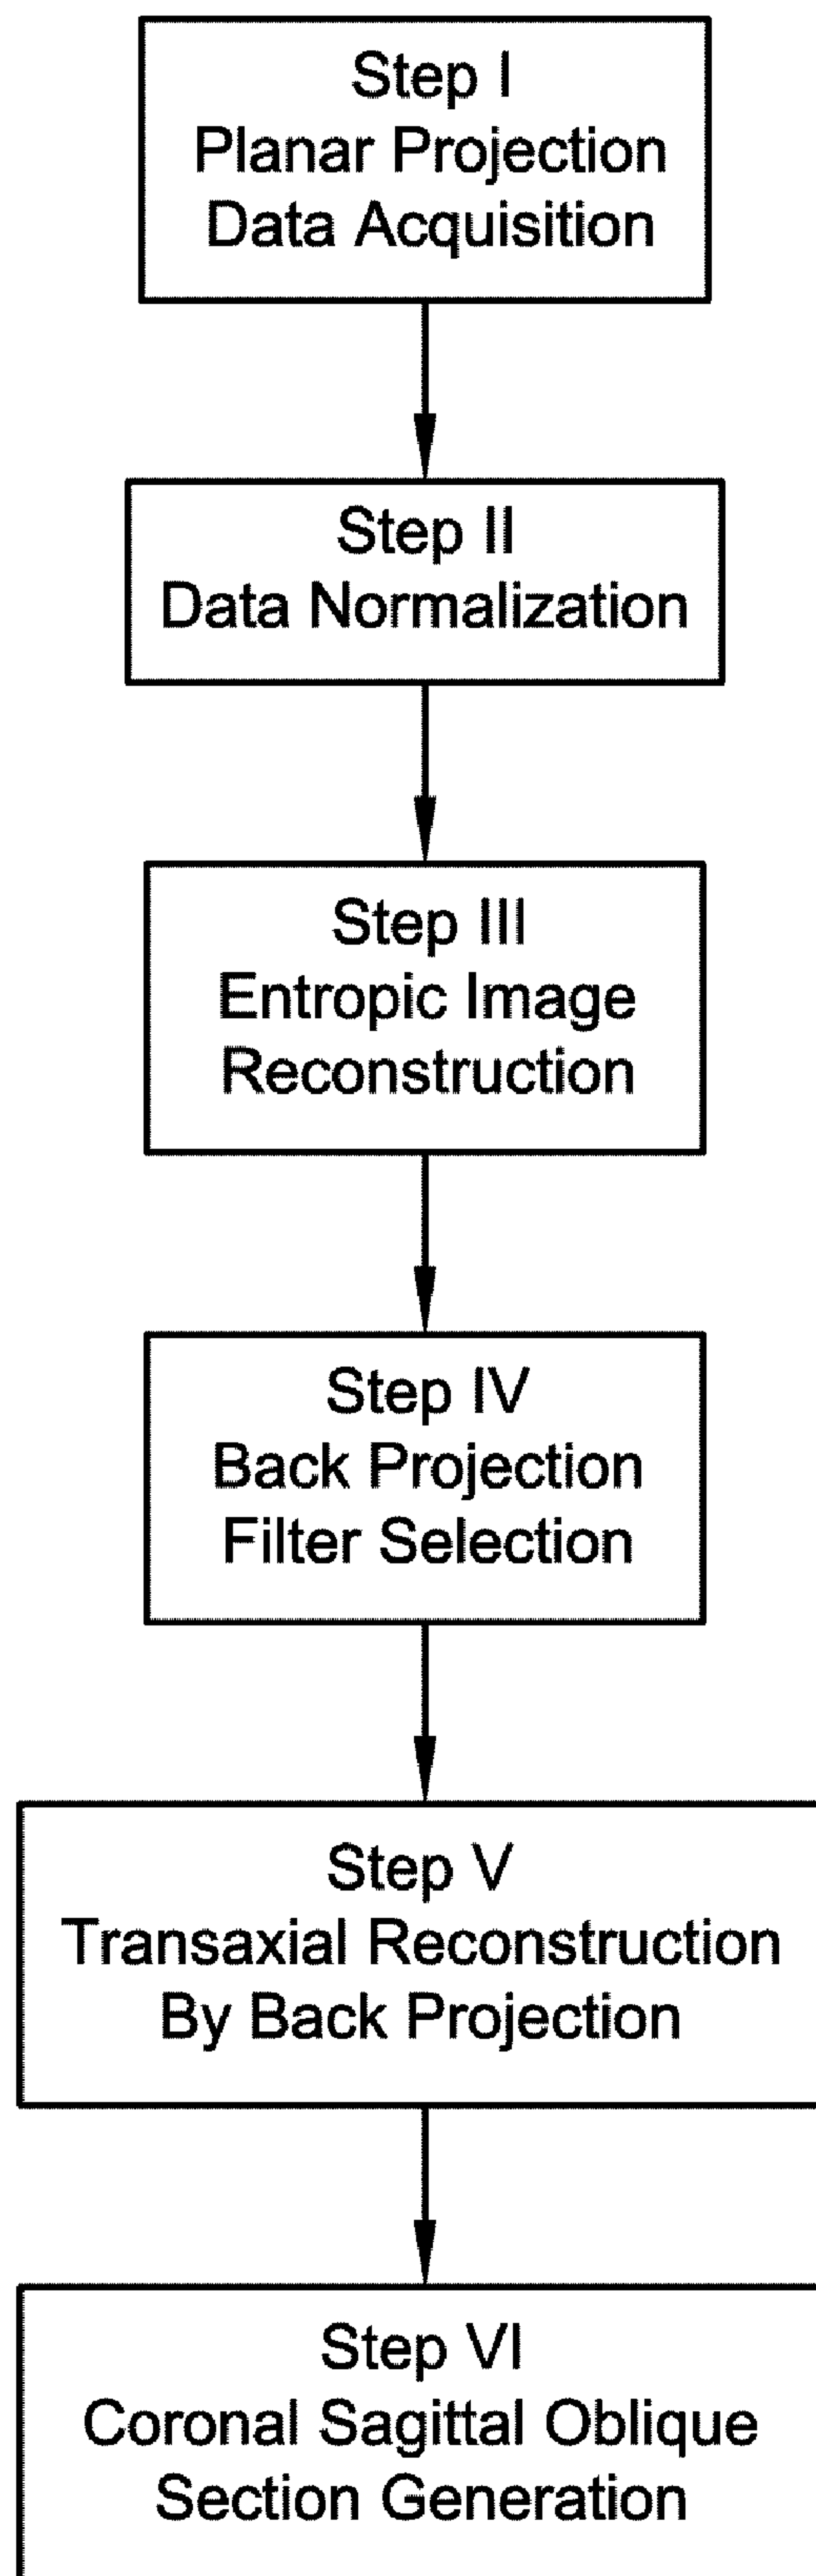 Step I
Planar Projection
Data Acquisition
Step II
Data Normalization
Step III
Entropic Image
Reconstruction
Step IV
Back Projection
Filter Selection
Step V
Transaxial Reconstruction
By Back Projection
Step VI
Coronal Sagittal Oblique
Section Generation